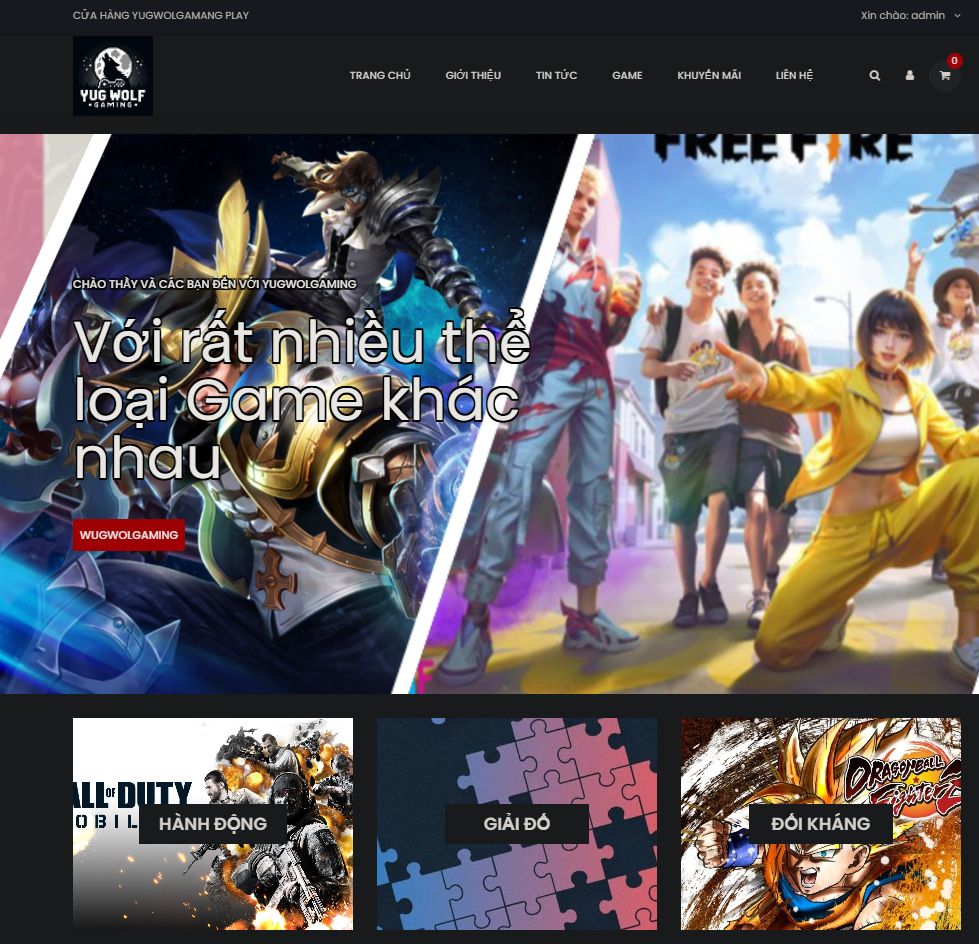 CỬA HÀNG YUGWOLGAMANG PLAY
Xin chào: admin
YUG WOLF
GAMING
TRANG CHỦ
GIỚI THIỆU
TIN TỨC
GAME
KHUYẾN MÃI
LIÊN HỆ
0
FREE FIRE
CHÀO THẦY VÀ CÁC BẠN ĐẾN VỚI YUGWOLGAMING
Với rất nhiều thể
loại Game khác
nhau
WUGWOLGAMING
ALL OF DUTY
OBIL
HÀNH ĐỘNG
GIẢI ĐỐ
DRAGONBALL
FighterZ
ĐỐI KHÁNG